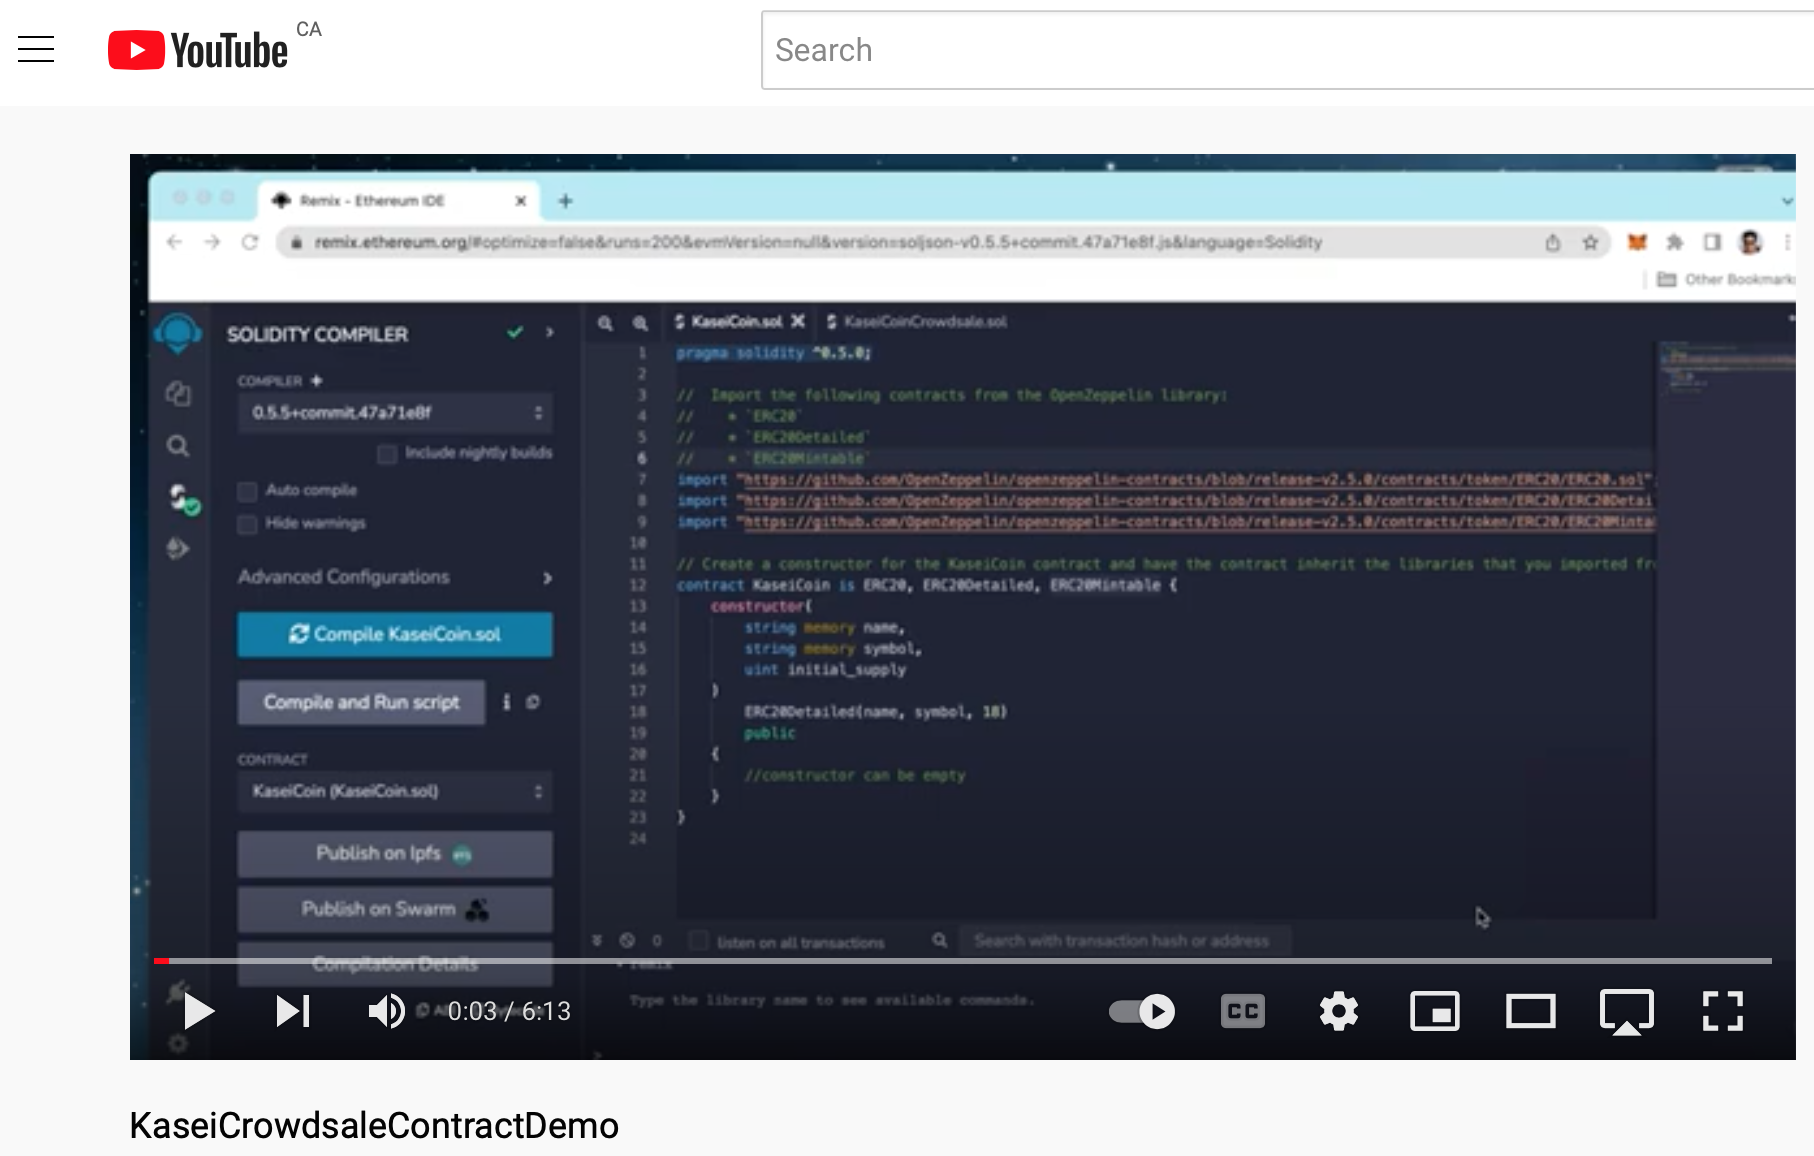 YouTube CA
Search
Remix - Ethereum IDE
remix.ethereum.org/#optimize=false&runs=200&evmVersion=null&version=soljson-v0.5.5+commit.47a71e8f.js&language=Solidity
Other Bookmarks
SOLIDITY COMPILER
COMPILER +
0.5.5+commit.47a71e8f
Include nightly builds
Auto compile
Hide warnings
Advanced Configurations
Compile KaseiCoin.sol
Compile and Run script
i
CONTRACT
KaseiCoin (KaseiCoin.sol)
Publish on Ipfs
Publish on Swarm
Compilation Details
KaseiCoin.sol
KaseiCoinCrowdsale.sol
1 pragma solidity ^0.5.0;
2
3 //  Import the following contracts from the OpenZeppelin library:
4 //    * `ERC20`
5 //    * `ERC20Detailed`
6 //    * `ERC20Mintable`
7 import "https://github.com/OpenZeppelin/openzeppelin-contracts/blob/release-v2.5.0/contracts/token/ERC20/ERC20.sol";
8 import "https://github.com/OpenZeppelin/openzeppelin-contracts/blob/release-v2.5.0/contracts/token/ERC20/ERC20Detai
9 import "https://github.com/OpenZeppelin/openzeppelin-contracts/blob/release-v2.5.0/contracts/token/ERC20/ERC20Minta
10
11 // Create a constructor for the KaseiCoin contract and have the contract inherit the libraries that you imported fr
12 contract KaseiCoin is ERC20, ERC20Detailed, ERC20Mintable {
13     constructor(
14         string memory name,
15         string memory symbol,
16         uint initial_supply
17     )
18         ERC20Detailed(name, symbol, 18)
19         public
20     {
21         //constructor can be empty
22     }
23 }
24
0 listen on all transactions
Search with transaction hash or address
remix
Type the library name to see available commands.
>
0:03 / 6:13
CC
KaseiCrowdsaleContractDemo